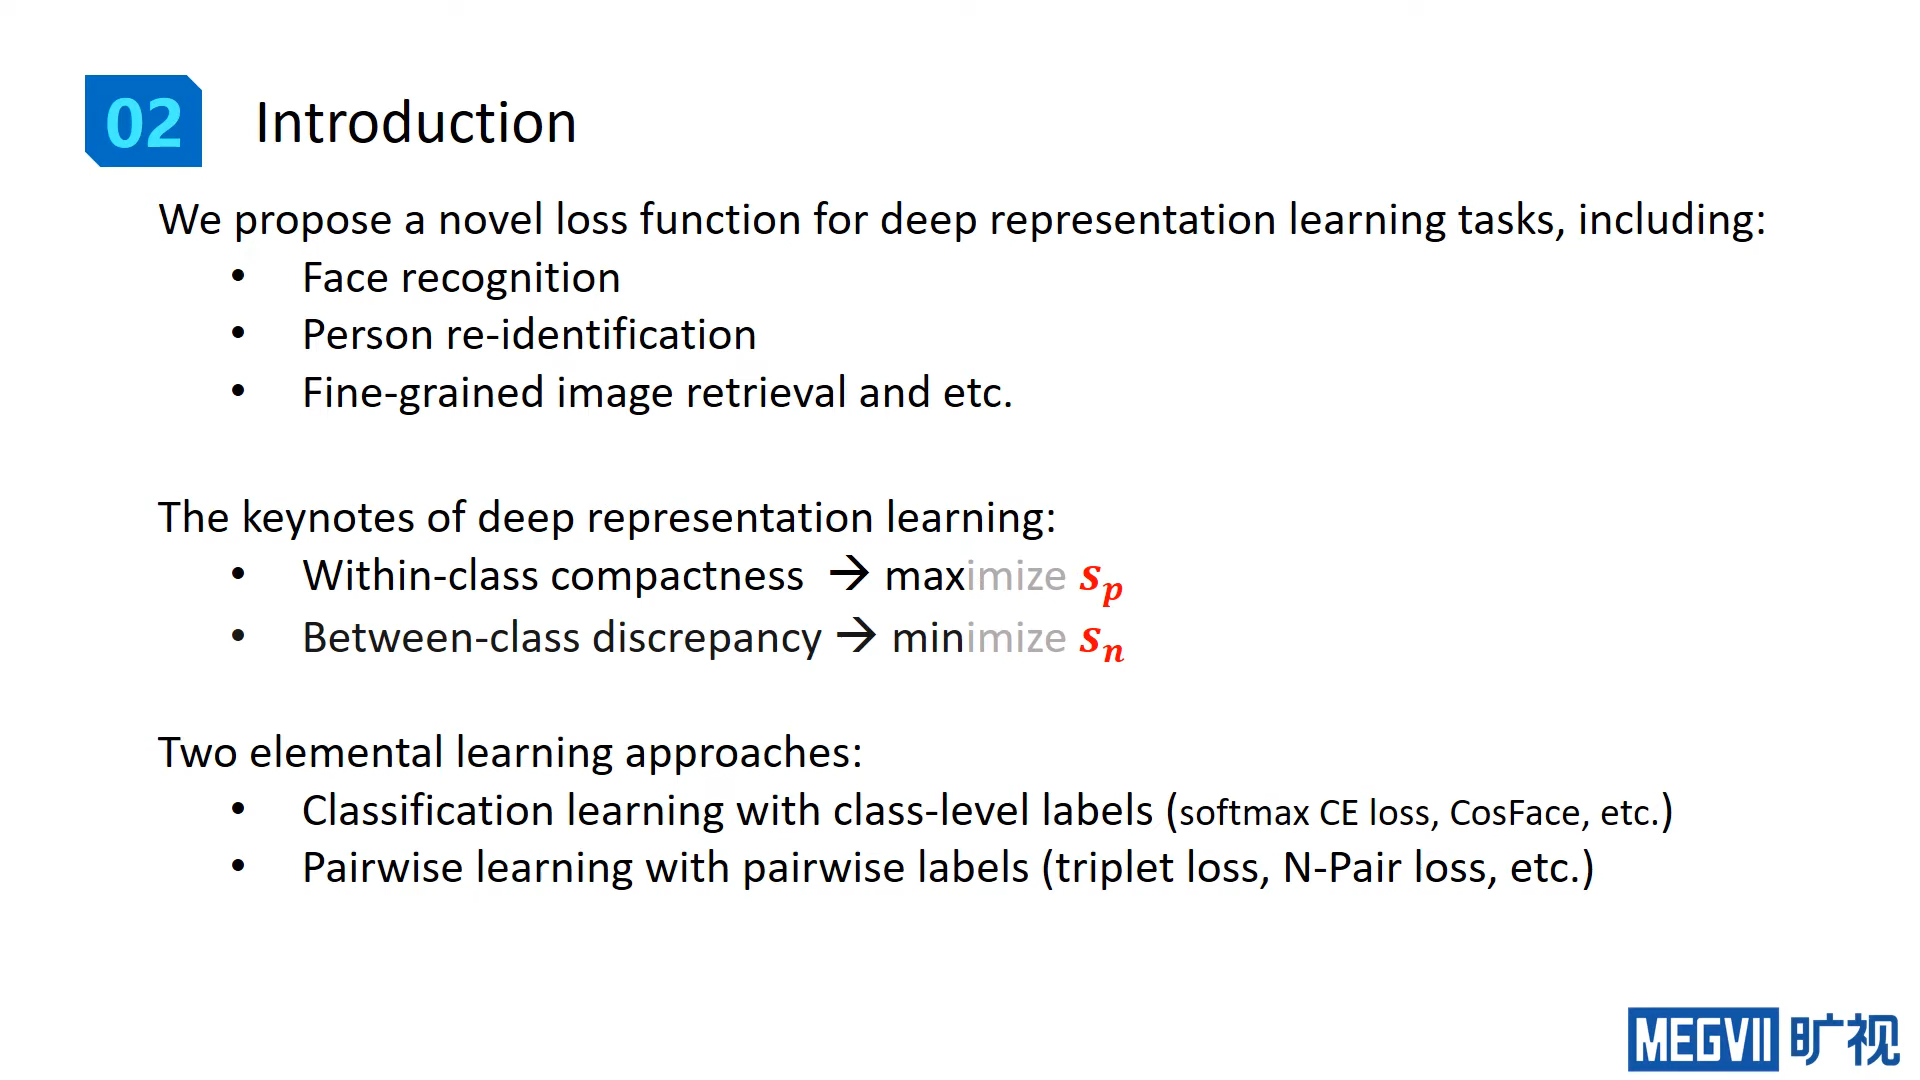 02 Introduction
We propose a novel loss function for deep representation learning tasks, including:
• Face recognition
• Person re-identification
• Fine-grained image retrieval and etc.
The keynotes of deep representation learning:
• Within-class compactness → maximize s_p
• Between-class discrepancy → minimize s_n
Two elemental learning approaches:
• Classification learning with class-level labels (softmax CE loss, CosFace, etc.)
• Pairwise learning with pairwise labels (triplet loss, N-Pair loss, etc.)
MEGVII 旷视